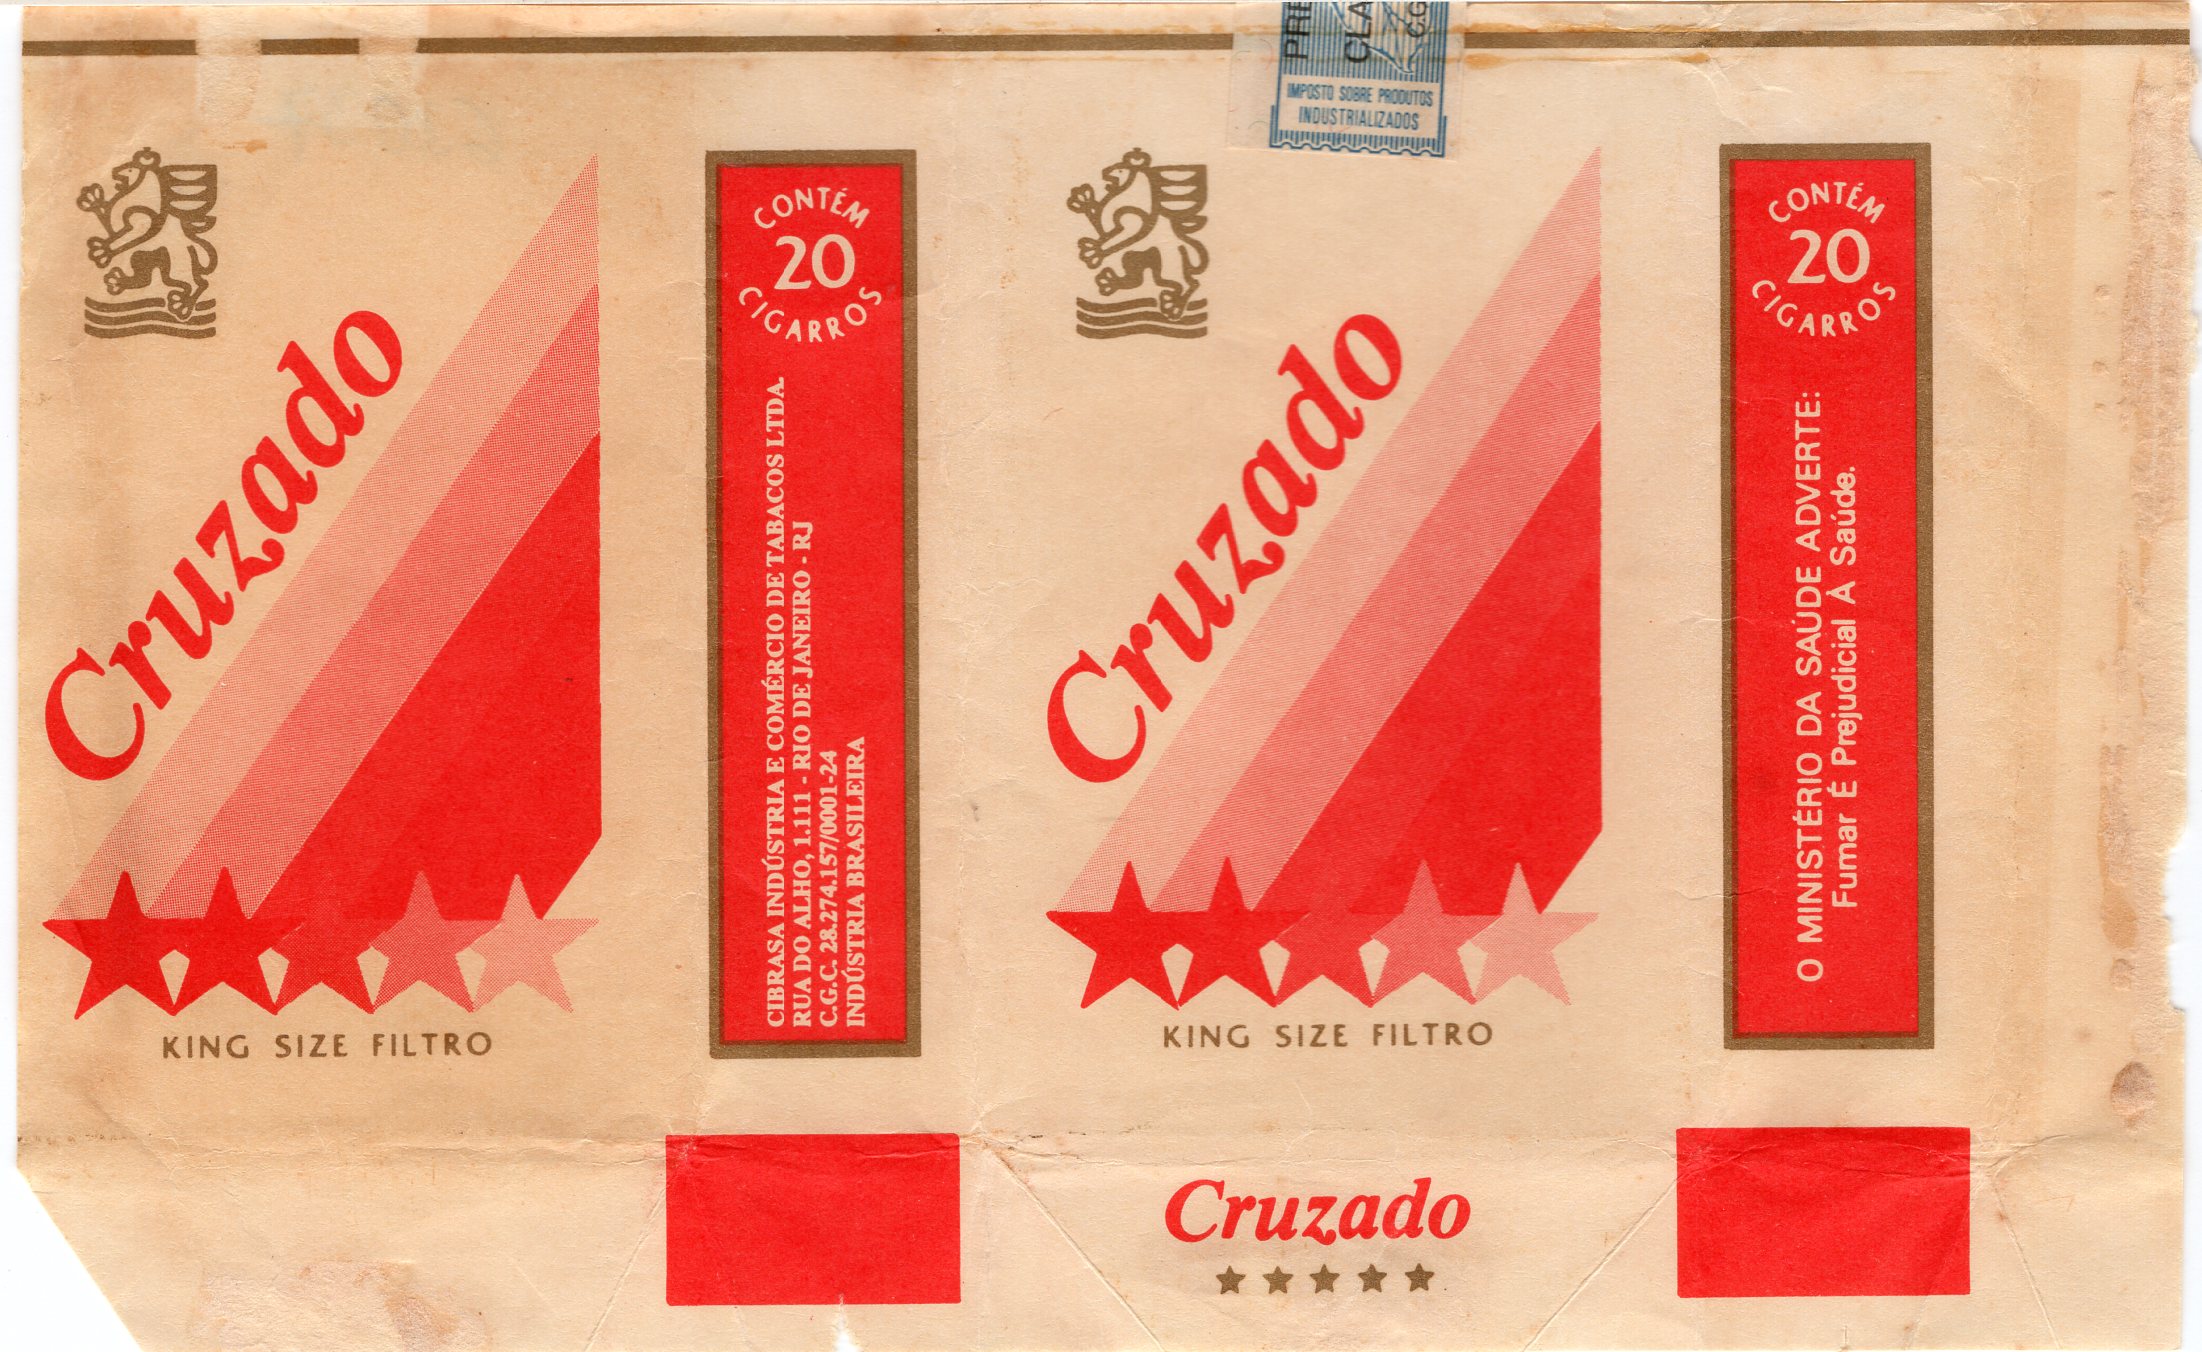 PRE
CLA
C.G
IMPOSTO SOBRE PRODUTOS
INDUSTRIALIZADOS
Cruzado
KING SIZE FILTRO
CONTÉM
20
CIGARROS
CIBRASA INDÚSTRIA E COMÉRCIO DE TABACOS LTDA.
RUA DO ALHO, 1.111 - RIO DE JANEIRO - RJ
C.G.C. 28.274.157/0001-24
INDÚSTRIA BRASILEIRA
Cruzado
KING SIZE FILTRO
CONTÉM
20
CIGARROS
O MINISTÉRIO DA SAÚDE ADVERTE:
Fumar É Prejudicial À Saúde.
Cruzado